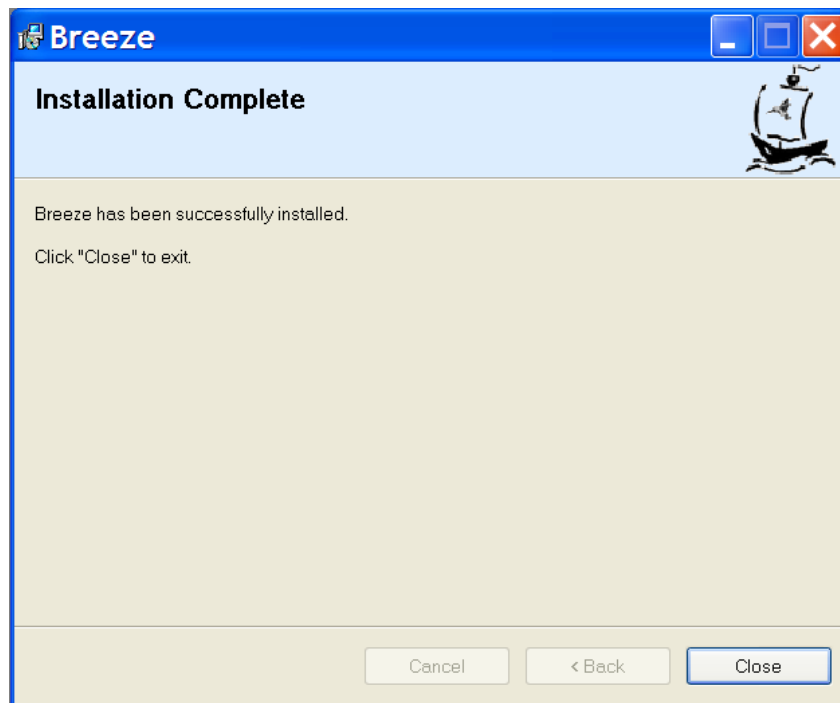 Breeze
Installation Complete
Breeze has been successfully installed.
Click "Close" to exit.
Cancel
< Back
Close